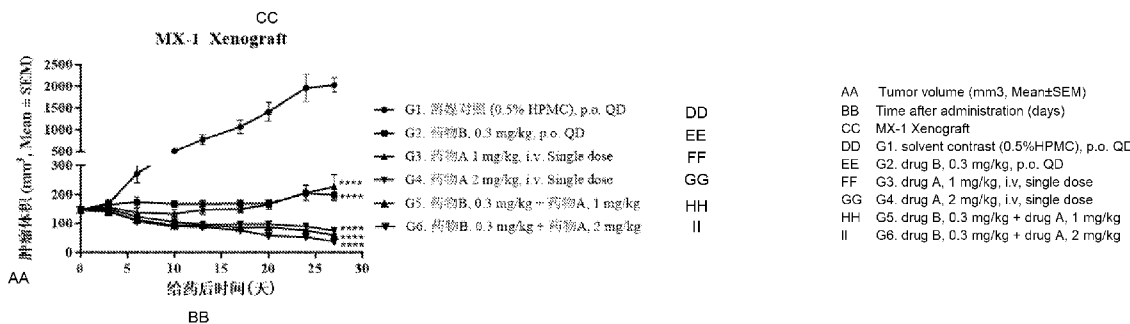 CC
MX-1 Xenograft
肿瘤体积 (mm³, Mean ± SEM)
2500
2000
1500
1000
500
300
200
100
0
0 5 10 15 20 25 30
给药后时间(天)
AA
BB
****
****
****
****
****
G1. 溶媒对照 (0.5% HPMC), p.o. QD
G2. 药物B, 0.3 mg/kg, p.o. QD
G3. 药物A 1 mg/kg, i.v. Single dose
G4. 药物A 2 mg/kg, i.v. Single dose
G5. 药物B, 0.3 mg/kg + 药物A, 1 mg/kg
G6. 药物B, 0.3 mg/kg + 药物A, 2 mg/kg
DD
EE
FF
GG
HH
II
AA Tumor volume (mm3, Mean±SEM)
BB Time after administration (days)
CC MX-1 Xenograft
DD G1. solvent contrast (0.5%HPMC), p.o. QD
EE G2. drug B, 0.3 mg/kg, p.o. QD
FF G3. drug A, 1 mg/kg, i.v, single dose
GG G4. drug A, 2 mg/kg, i.v, single dose
HH G5. drug B, 0.3 mg/kg + drug A, 1 mg/kg
II G6. drug B, 0.3 mg/kg + drug A, 2 mg/kg